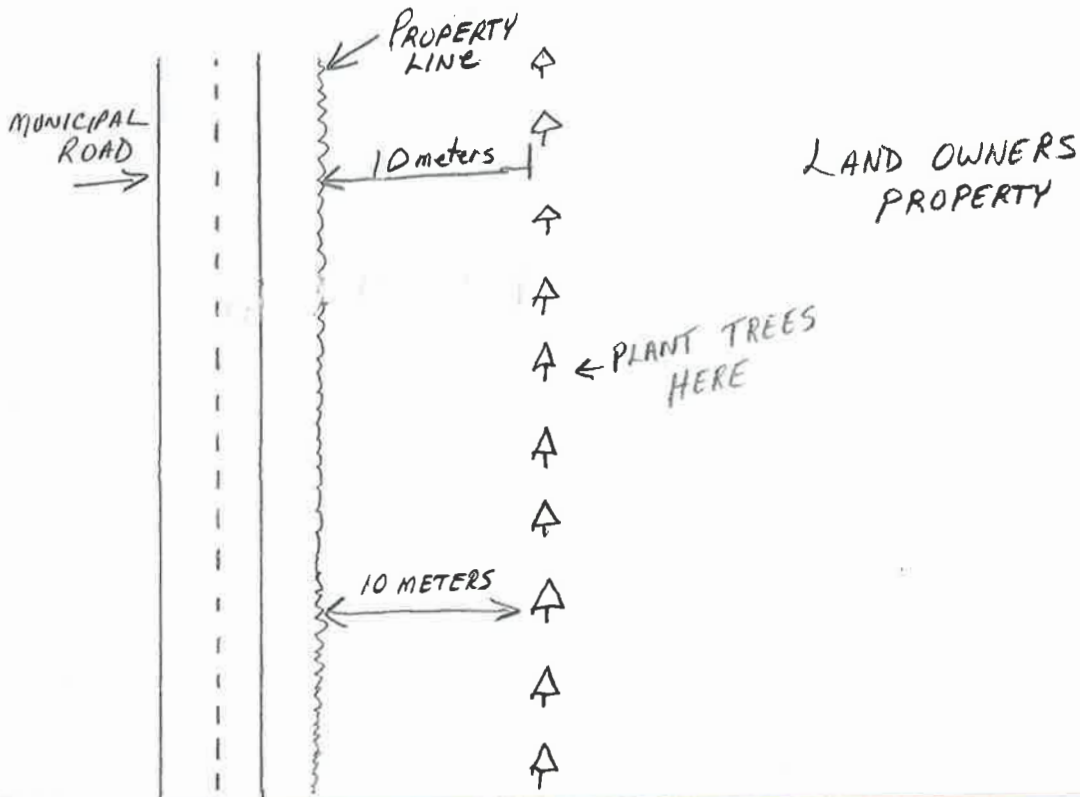 PROPERTY
LINE
MUNICIPAL
ROAD
10 meters
LAND OWNERS
PROPERTY
PLANT TREES
HERE
10 METERS